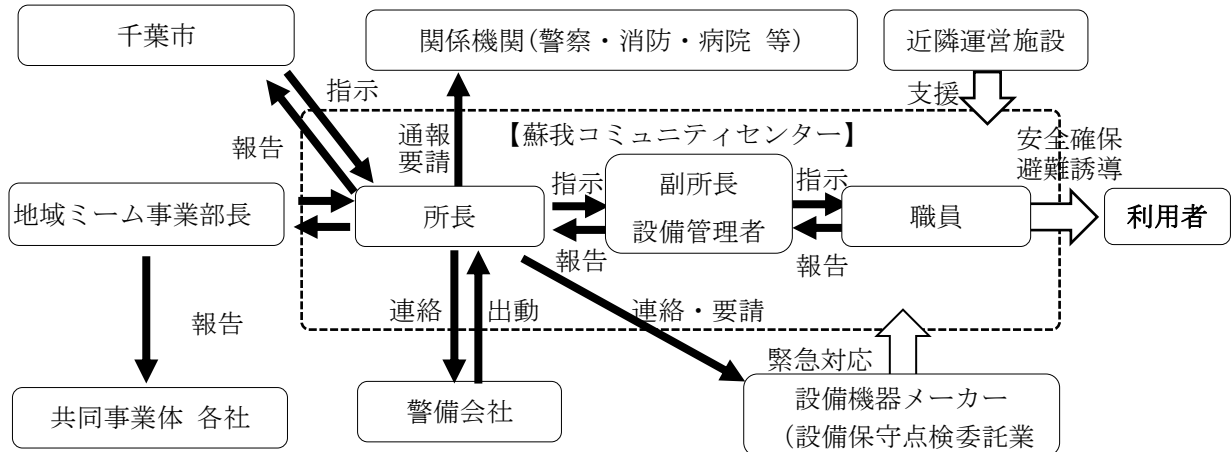 千葉市
関係機関(警察・消防・病院 等)
近隣運営施設
指示
支援
報告
通報
要請
【蘇我コミュニティセンター】
安全確保
避難誘導
地域ミーム事業部長
所長
指示
副所長
設備管理者
指示
職員
利用者
報告
報告
報告
連絡
出動
連絡・要請
緊急対応
共同事業体 各社
警備会社
設備機器メーカー
(設備保守点検委託業